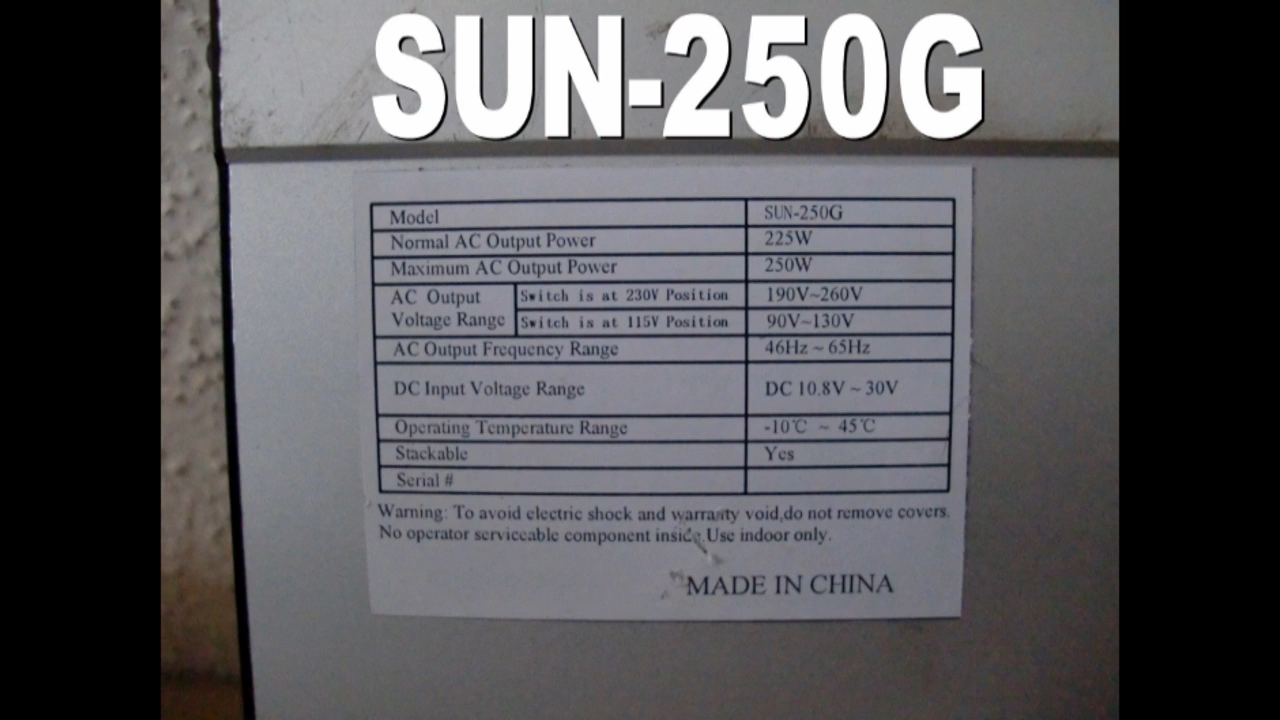 SUN-250G
Model SUN-250G
Normal AC Output Power 225W
Maximum AC Output Power 250W
AC Output Voltage Range Switch is at 230V Position 190V~260V
Switch is at 115V Position 90V~130V
AC Output Frequency Range 46Hz ~ 65Hz
DC Input Voltage Range DC 10.8V ~ 30V
Operating Temperature Range -10℃ ~ 45℃
Stackable Yes
Serial #
Warning: To avoid electric shock and warranty void,do not remove covers.
No operator serviceable component inside.Use indoor only.
MADE IN CHINA